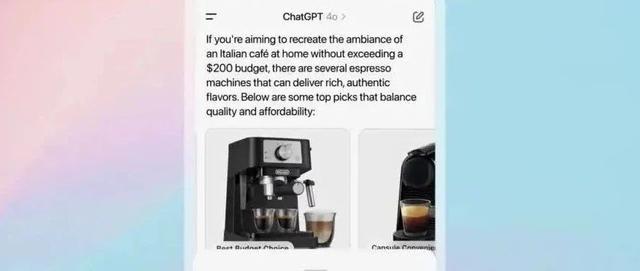 ChatGPT 4o >
If you're aiming to recreate the ambiance of
an Italian café at home without exceeding a
$200 budget, there are several espresso
machines that can deliver rich, authentic
flavors. Below are some top picks that balance
quality and affordability:
DeLonghi
Best Budget Choice
Capsule Convenien